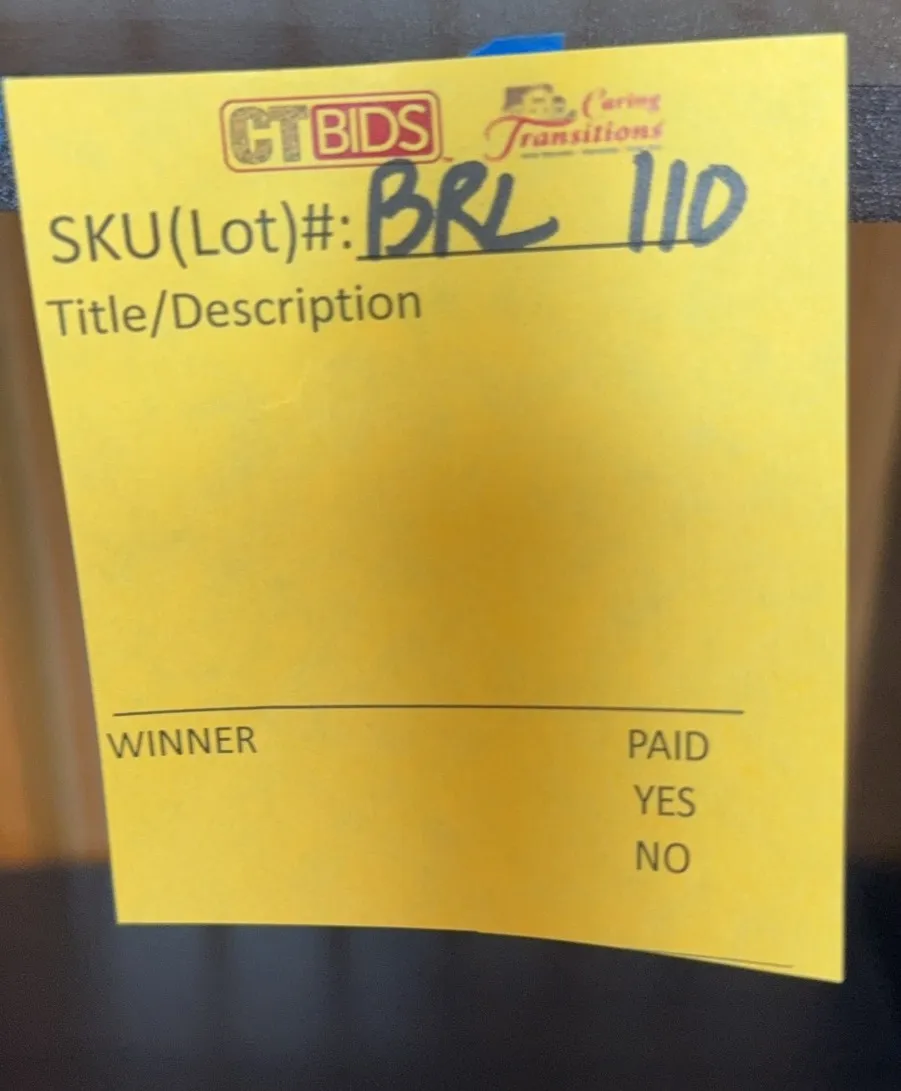 CTBIDS
Caring
Transitions
SKU(Lot)#: BRL 110
Title/Description
WINNER PAID
YES
NO